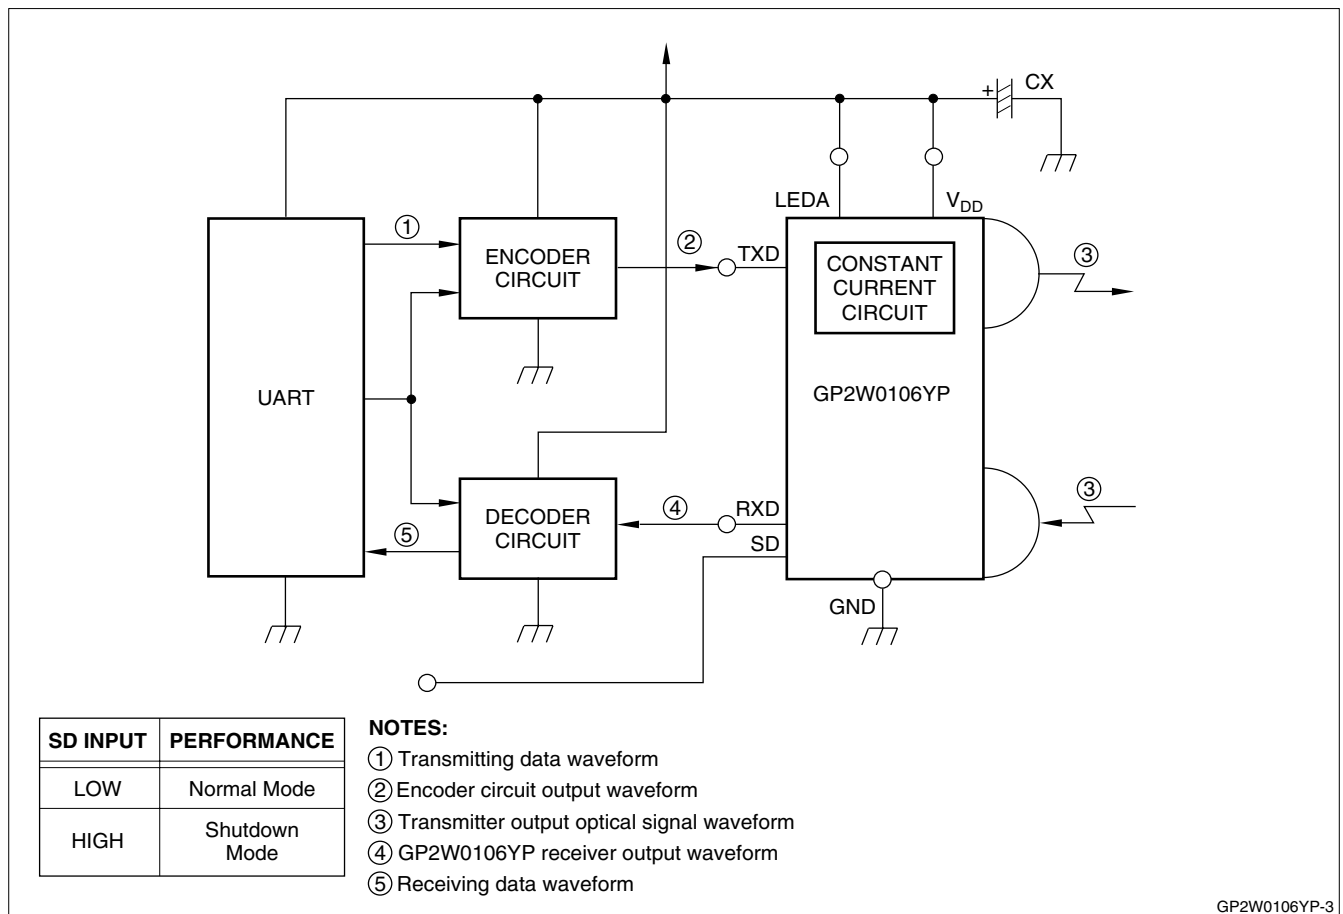 +
CX
LEDA
VDD
①
ENCODER
CIRCUIT
②
TXD
CONSTANT
CURRENT
CIRCUIT
③
UART
GP2W0106YP
DECODER
CIRCUIT
④
RXD
③
SD
⑤
GND
SD INPUT PERFORMANCE
LOW Normal Mode
HIGH Shutdown
Mode
NOTES:
① Transmitting data waveform
② Encoder circuit output waveform
③ Transmitter output optical signal waveform
④ GP2W0106YP receiver output waveform
⑤ Receiving data waveform
GP2W0106YP-3